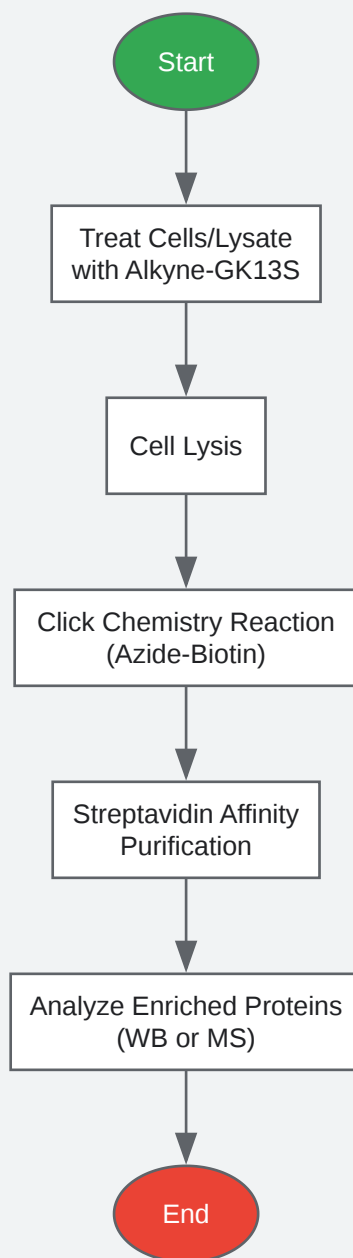 Start
Treat Cells/Lysate
with Alkyne-GK13S
Cell Lysis
Click Chemistry Reaction
(Azide-Biotin)
Streptavidin Affinity
Purification
Analyze Enriched Proteins
(WB or MS)
End